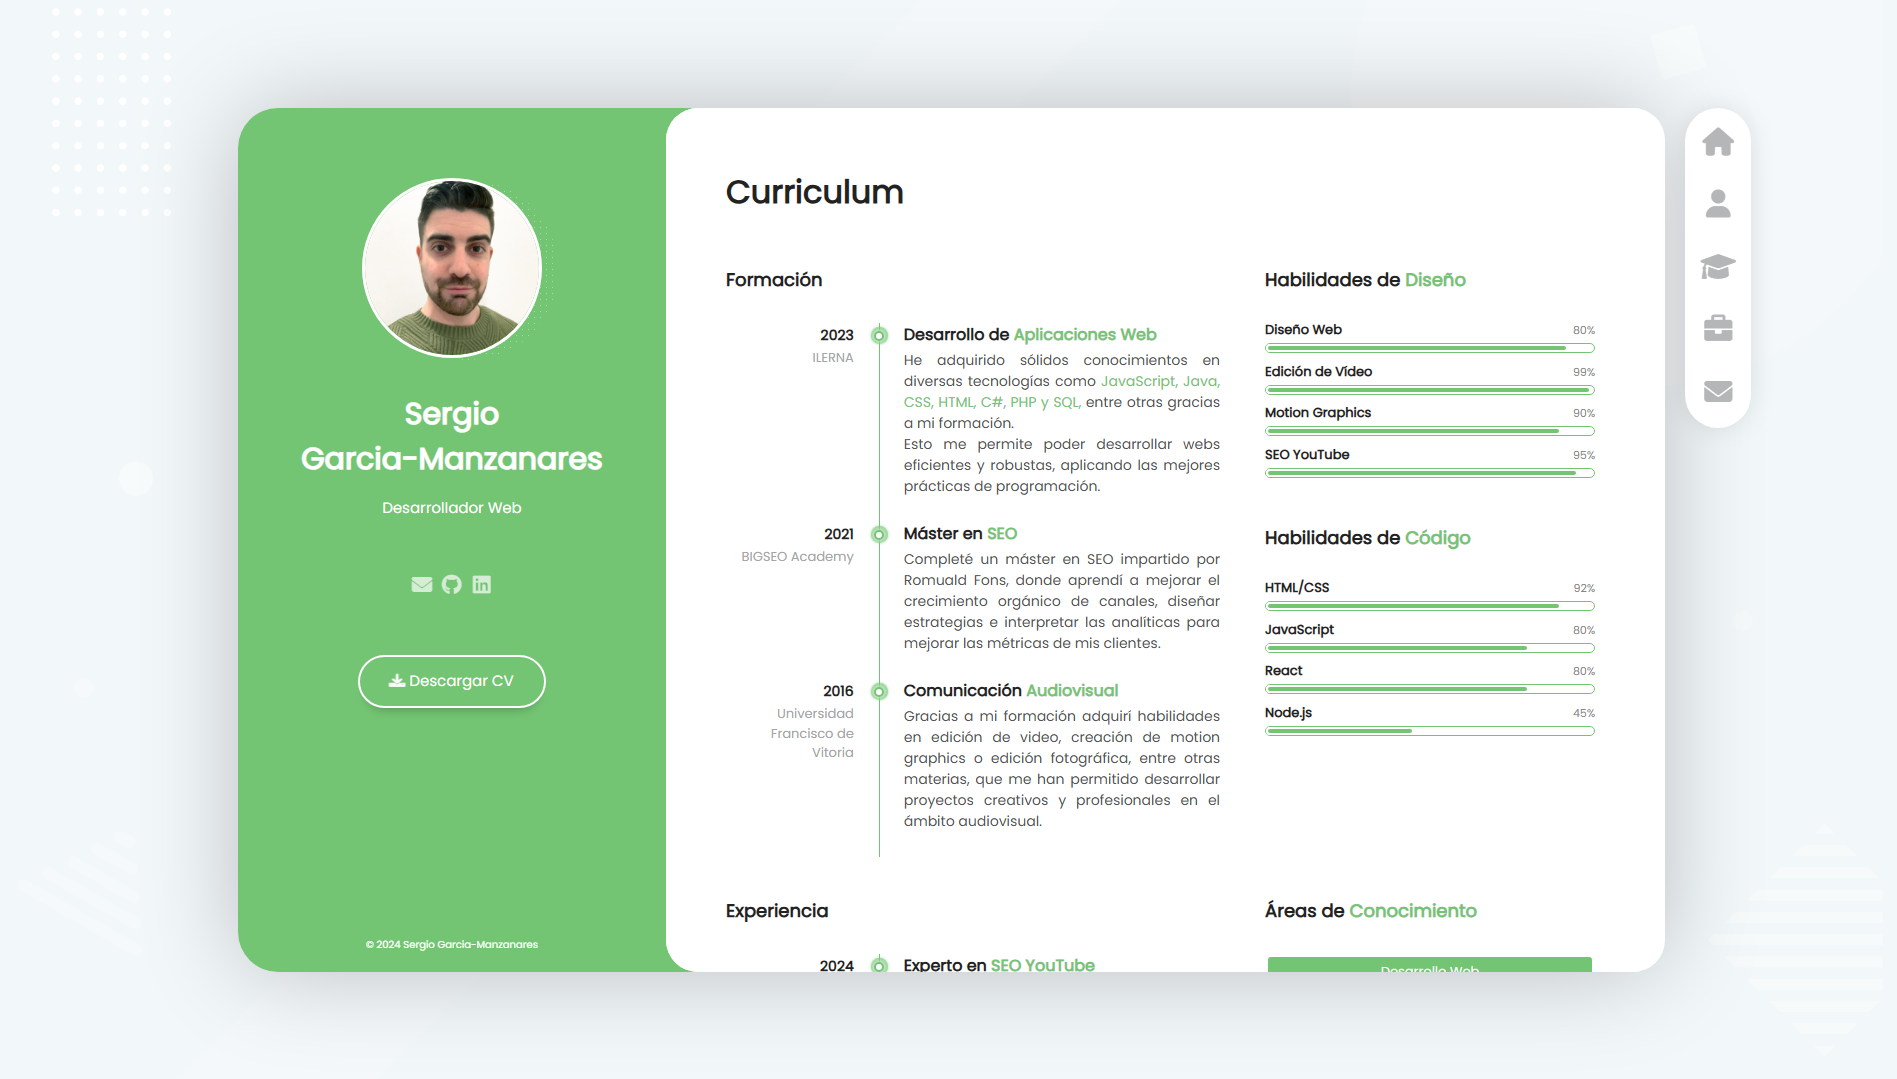 Sergio
Garcia-Manzanares
Desarrollador Web
Descargar CV
© 2024 Sergio Garcia-Manzanares
Curriculum
Formación
2023
ILERNA
Desarrollo de Aplicaciones Web
He adquirido sólidos conocimientos en
diversas tecnologías como JavaScript, Java,
CSS, HTML, C#, PHP y SQL, entre otras gracias
a mi formación.
Esto me permite poder desarrollar webs
eficientes y robustas, aplicando las mejores
prácticas de programación.
2021
BIGSEO Academy
Máster en SEO
Completé un máster en SEO impartido por
Romuald Fons, donde aprendí a mejorar el
crecimiento orgánico de canales, diseñar
estrategias e interpretar las analíticas para
mejorar las métricas de mis clientes.
2016
Universidad
Francisco de
Vitoria
Comunicación Audiovisual
Gracias a mi formación adquirí habilidades
en edición de video, creación de motion
graphics o edición fotográfica, entre otras
materias, que me han permitido desarrollar
proyectos creativos y profesionales en el
ámbito audiovisual.
Experiencia
2024
Experto en SEO YouTube
Habilidades de Diseño
Diseño Web 80%
Edición de Vídeo 99%
Motion Graphics 90%
SEO YouTube 95%
Habilidades de Código
HTML/CSS 92%
JavaScript 80%
React 80%
Node.js 45%
Áreas de Conocimiento
Desarrollo Web